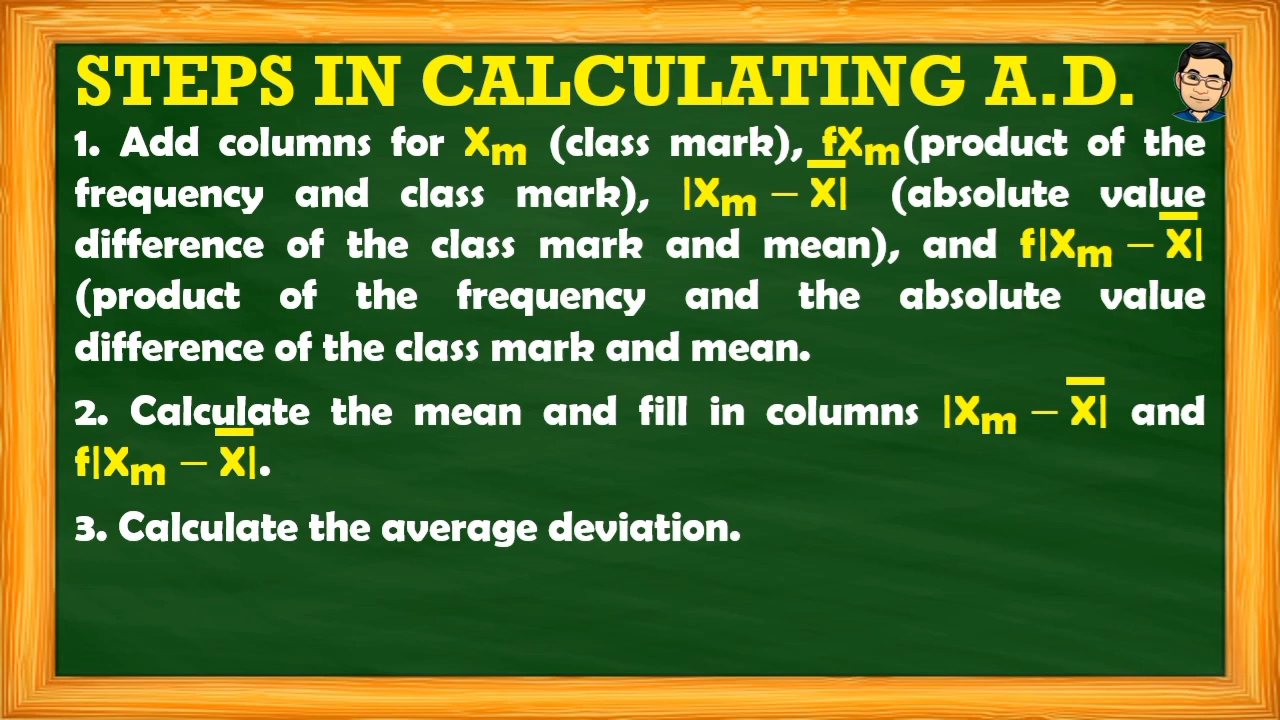 STEPS IN CALCULATING A.D.
1. Add columns for Xₘ (class mark), fXₘ(product of the
frequency and class mark), |Xₘ − X̅| (absolute value
difference of the class mark and mean), and f|Xₘ − X̅|
(product of the frequency and the absolute value
difference of the class mark and mean.
2. Calculate the mean and fill in columns |Xₘ − X̅| and
f|Xₘ − X̅|.
3. Calculate the average deviation.